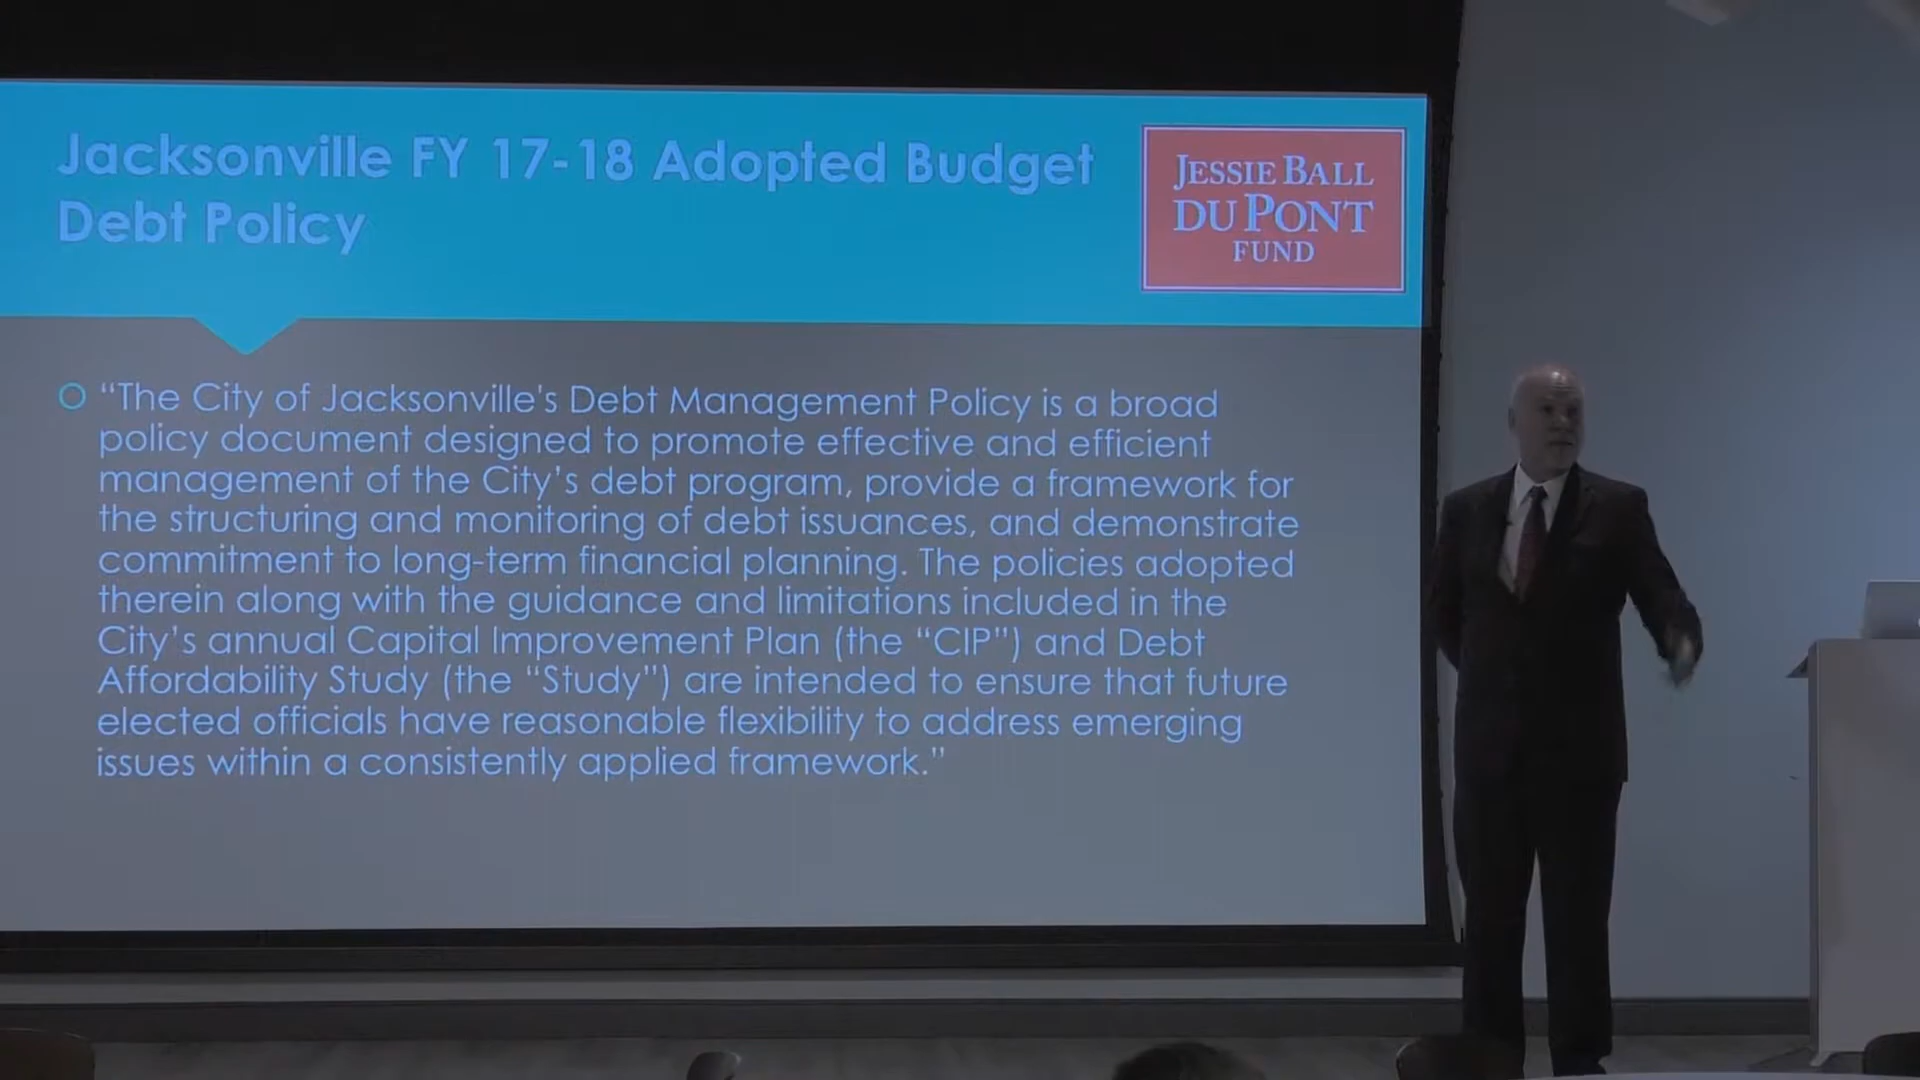 Jacksonville FY 17-18 Adopted Budget
Debt Policy
JESSIE BALL
DU PONT
FUND
“The City of Jacksonville's Debt Management Policy is a broad
policy document designed to promote effective and efficient
management of the City’s debt program, provide a framework for
the structuring and monitoring of debt issuances, and demonstrate
commitment to long-term financial planning. The policies adopted
therein along with the guidance and limitations included in the
City’s annual Capital Improvement Plan (the “CIP”) and Debt
Affordability Study (the “Study”) are intended to ensure that future
elected officials have reasonable flexibility to address emerging
issues within a consistently applied framework.”